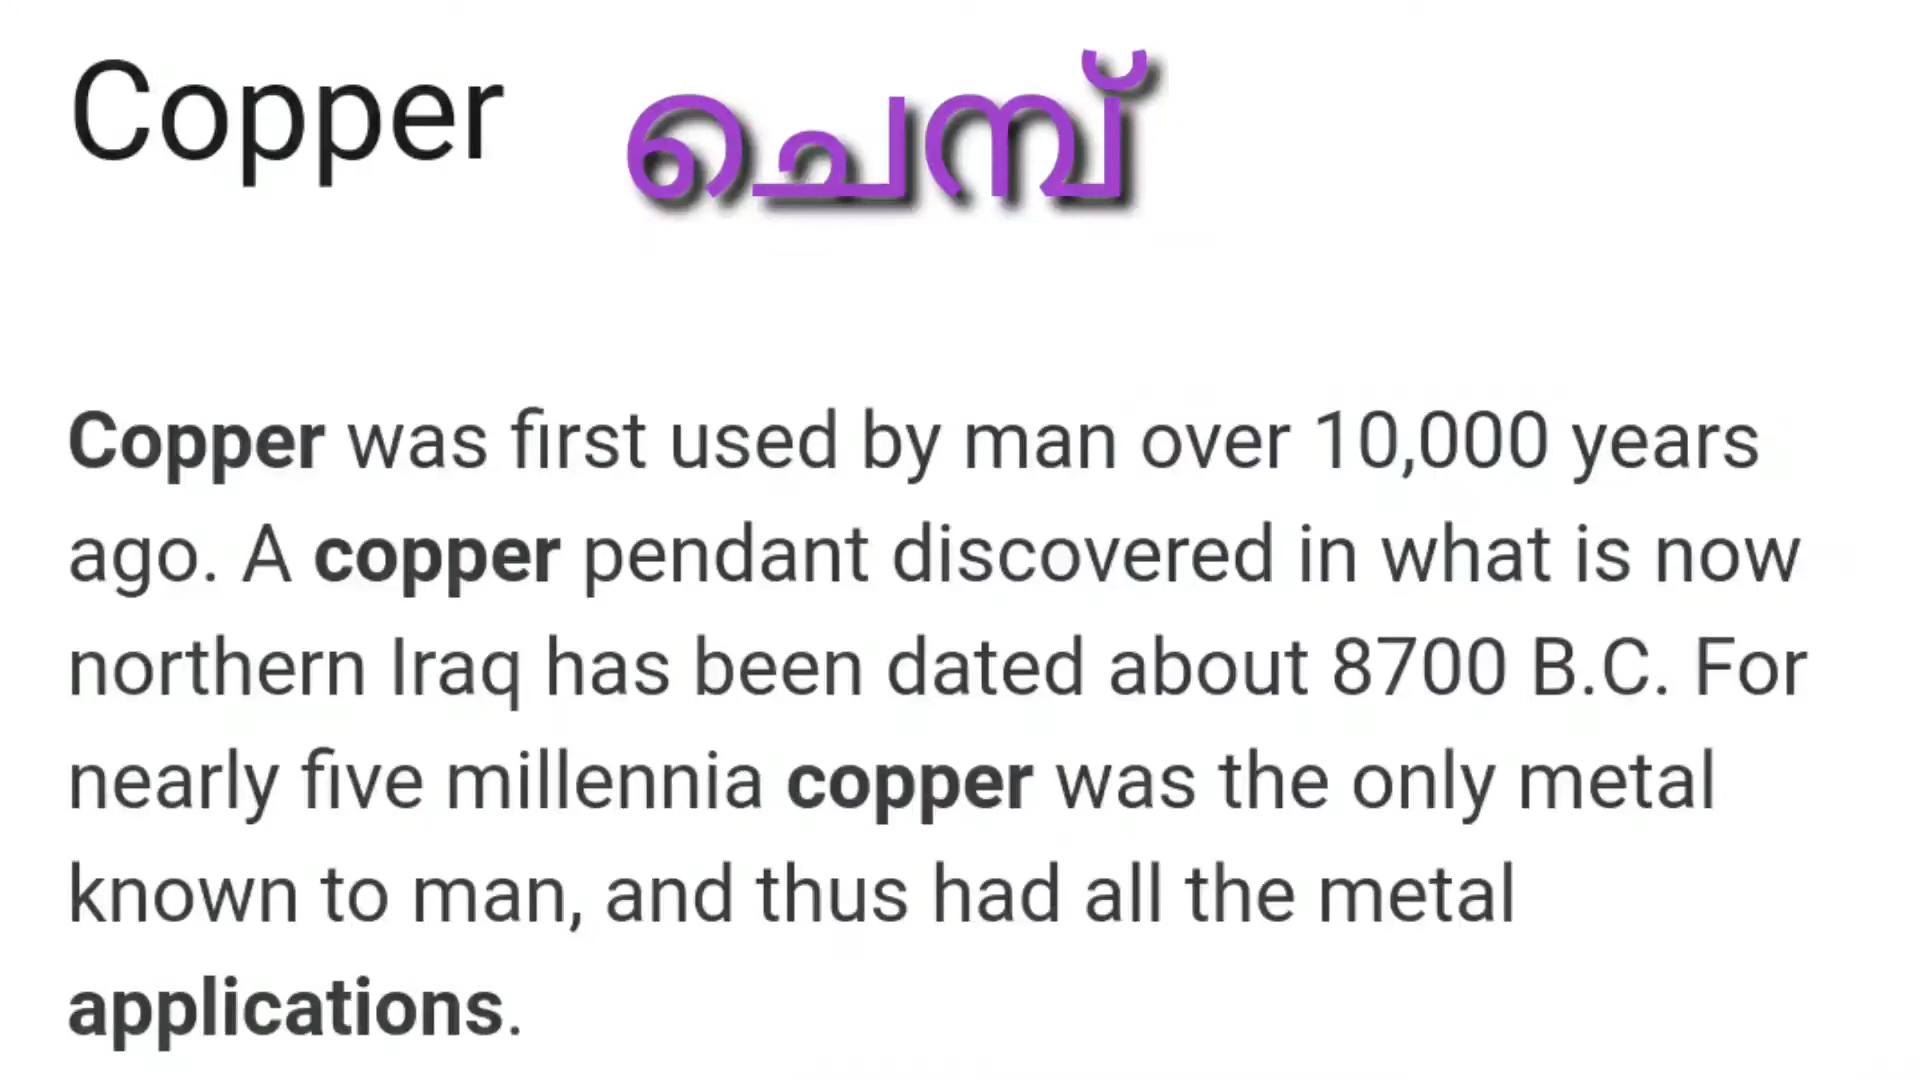 Copper ചെമ്പ്
Copper was first used by man over 10,000 years
ago. A copper pendant discovered in what is now
northern Iraq has been dated about 8700 B.C. For
nearly five millennia copper was the only metal
known to man, and thus had all the metal
applications.